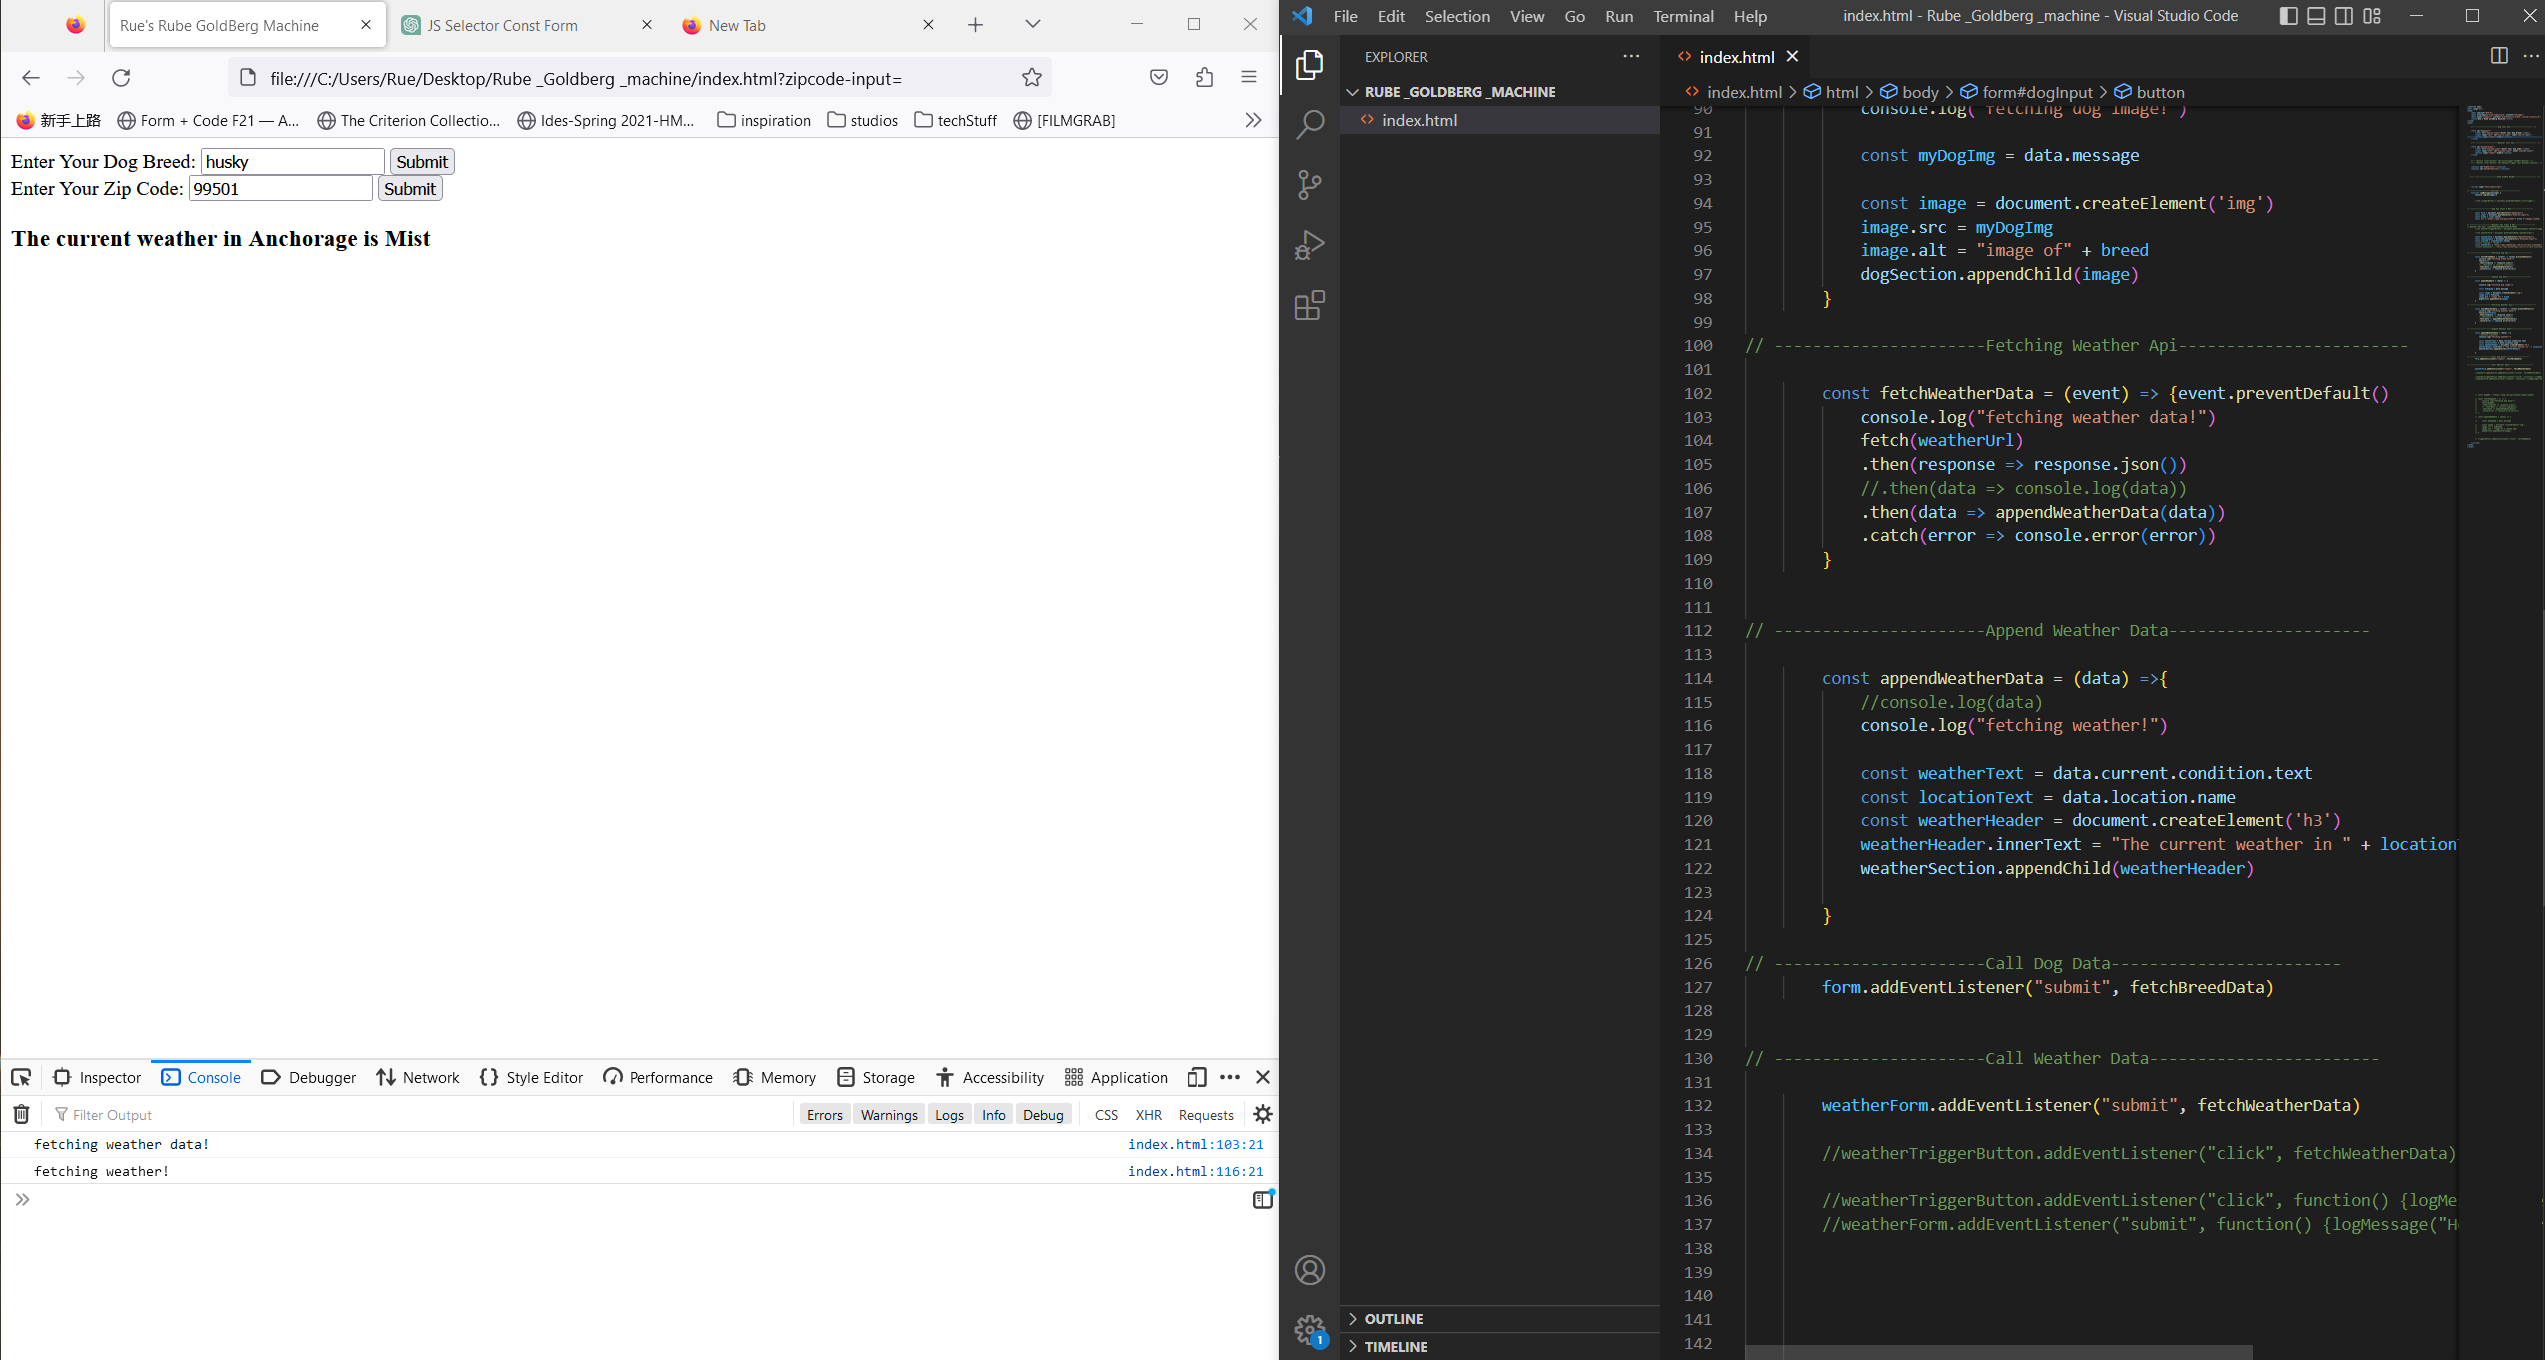 Rue's Rube GoldBerg Machine
JS Selector Const Form
New Tab
file:///C:/Users/Rue/Desktop/Rube _Goldberg _machine/index.html?zipcode-input=
新手上路
Form + Code F21 — A...
The Criterion Collectio...
Ides-Spring 2021-HM...
inspiration
studios
techStuff
[FILMGRAB]
Enter Your Dog Breed: husky Submit
Enter Your Zip Code: 99501 Submit
The current weather in Anchorage is Mist
Inspector Console Debugger Network Style Editor Performance Memory Storage Accessibility Application
Filter Output
Errors Warnings Logs Info Debug CSS XHR Requests
fetching weather data! index.html:103:21
fetching weather! index.html:116:21
File Edit Selection View Go Run Terminal Help
index.html - Rube _Goldberg _machine - Visual Studio Code
EXPLORER
RUBE _GOLDBERG _MACHINE
index.html
OUTLINE
TIMELINE
1
index.html
index.html > html > body > form#dogInput > button
90 console.log("fetching dog image!")
91
92 const myDogImg = data.message
93
94 const image = document.createElement('img')
95 image.src = myDogImg
96 image.alt = "image of" + breed
97 dogSection.appendChild(image)
98 }
99
100 // ----------------------Fetching Weather Api------------------------
101
102 const fetchWeatherData = (event) => {event.preventDefault()
103 console.log("fetching weather data!")
104 fetch(weatherUrl)
105 .then(response => response.json())
106 //.then(data => console.log(data))
107 .then(data => appendWeatherData(data))
108 .catch(error => console.error(error))
109 }
110
111
112 // ----------------------Append Weather Data---------------------
113
114 const appendWeatherData = (data) =>{
115 //console.log(data)
116 console.log("fetching weather!")
117
118 const weatherText = data.current.condition.text
119 const locationText = data.location.name
120 const weatherHeader = document.createElement('h3')
121 weatherHeader.innerText = "The current weather in " + location
122 weatherSection.appendChild(weatherHeader)
123
124 }
125
126 // ----------------------Call Dog Data------------------------
127 form.addEventListener("submit", fetchBreedData)
128
129
130 // ----------------------Call Weather Data------------------------
131
132 weatherForm.addEventListener("submit", fetchWeatherData)
133
134 //weatherTriggerButton.addEventListener("click", fetchWeatherData)
135
136 //weatherTriggerButton.addEventListener("click", function() {logMe
137 //weatherForm.addEventListener("submit", function() {logMessage("H
138
139
140
141
142